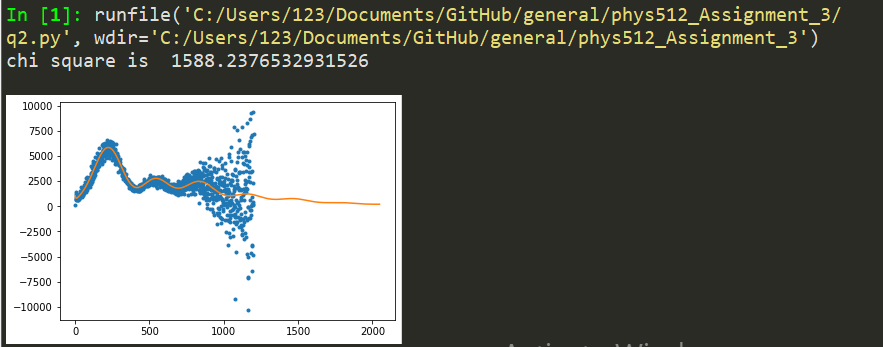 In [1]: runfile('C:/Users/123/Documents/GitHub/general/phys512_Assignment_3/
q2.py', wdir='C:/Users/123/Documents/GitHub/general/phys512_Assignment_3')
chi square is  1588.2376532931526
10000
7500
5000
2500
0
−2500
−5000
−7500
−10000
0 500 1000 1500 2000